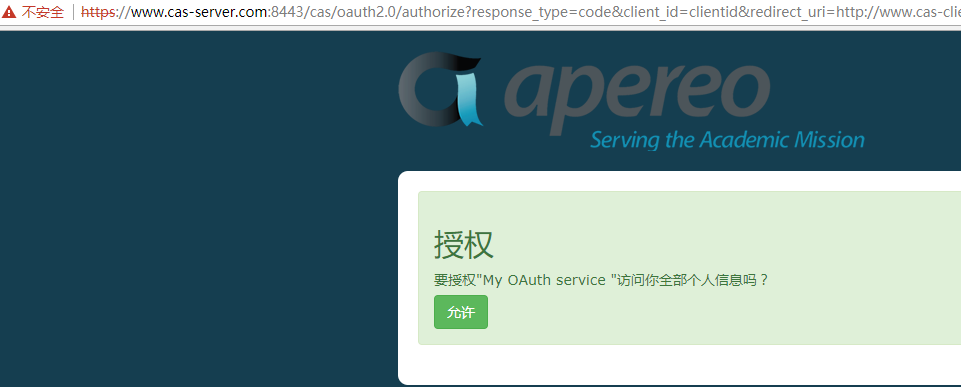 不安全 https://www.cas-server.com:8443/cas/oauth2.0/authorize?response_type=code&client_id=clientid&redirect_uri=http://www.cas-clie
apereo
Serving the Academic Mission
授权
要授权"My OAuth service "访问你全部个人信息吗？
允许